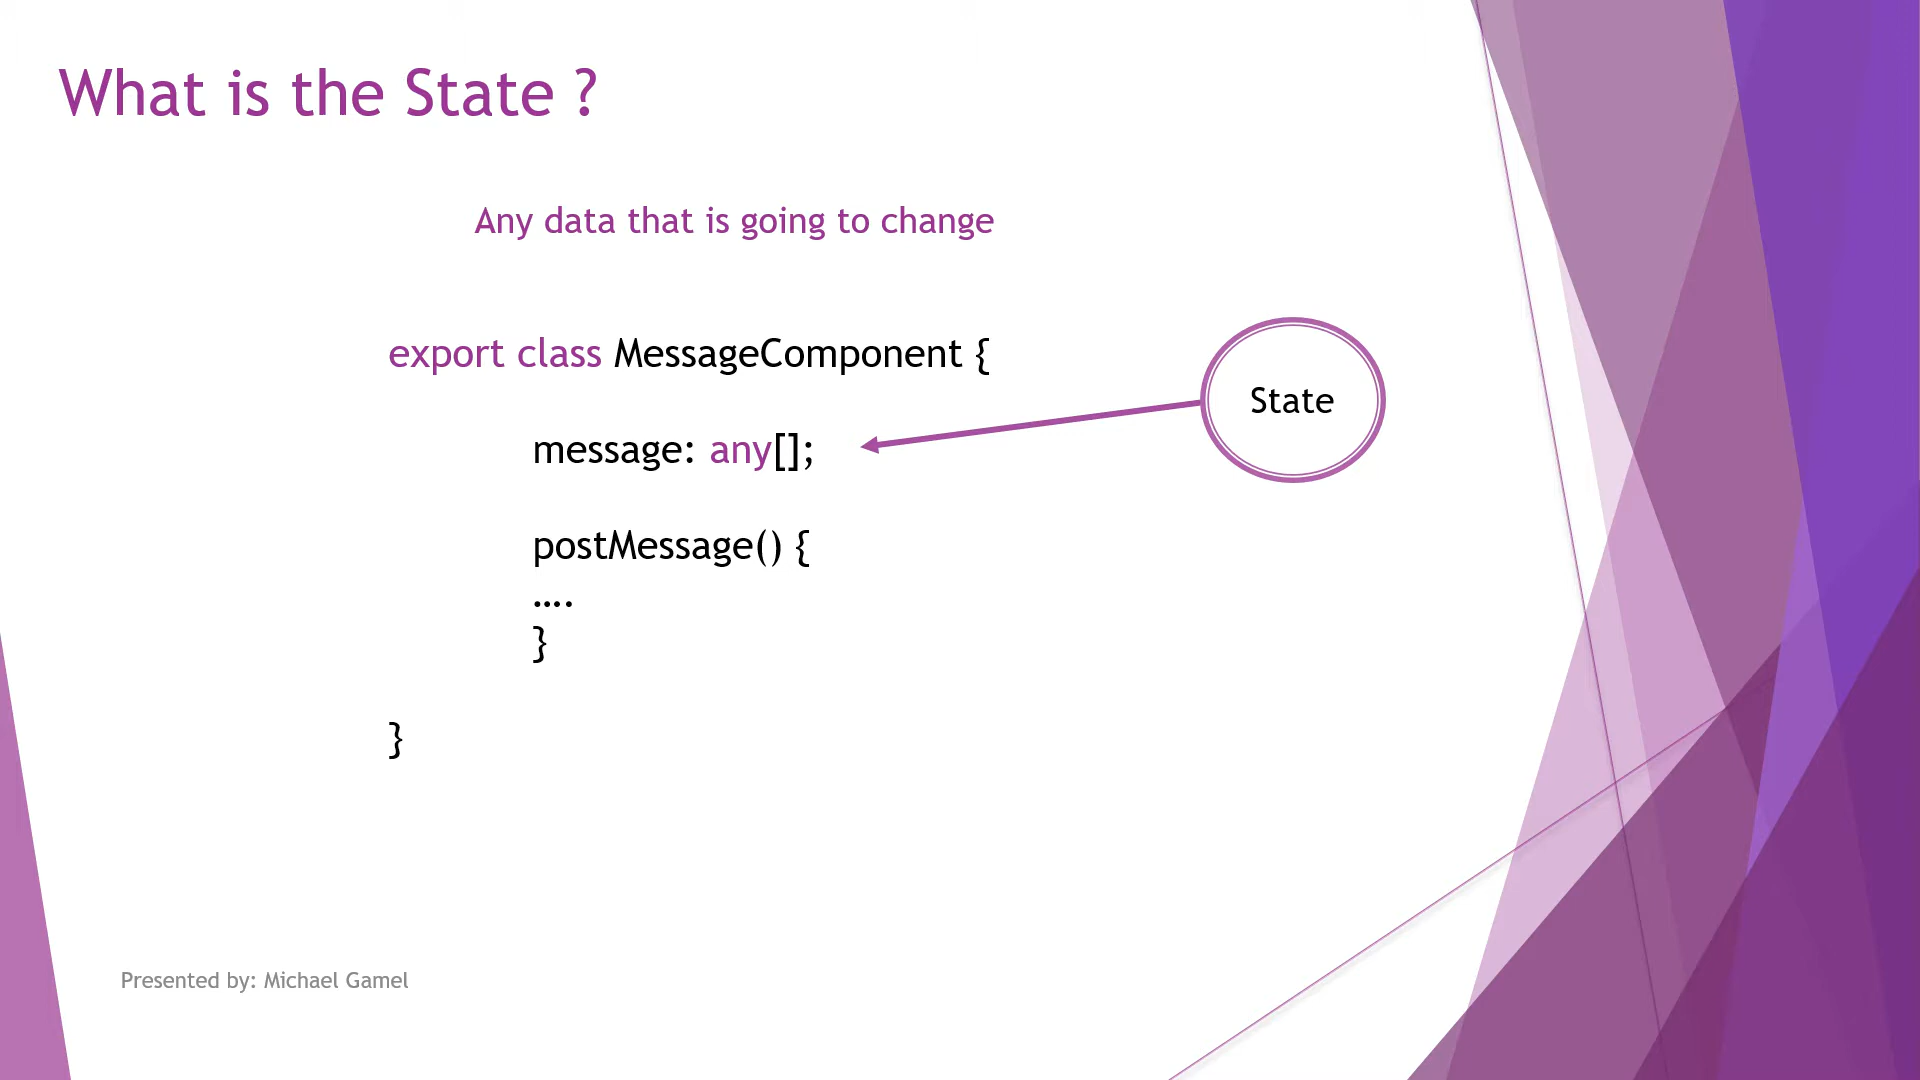 What is the State ?
Any data that is going to change
export class MessageComponent {
message: any[];
State
postMessage() {
....
}
}
Presented by: Michael Gamel